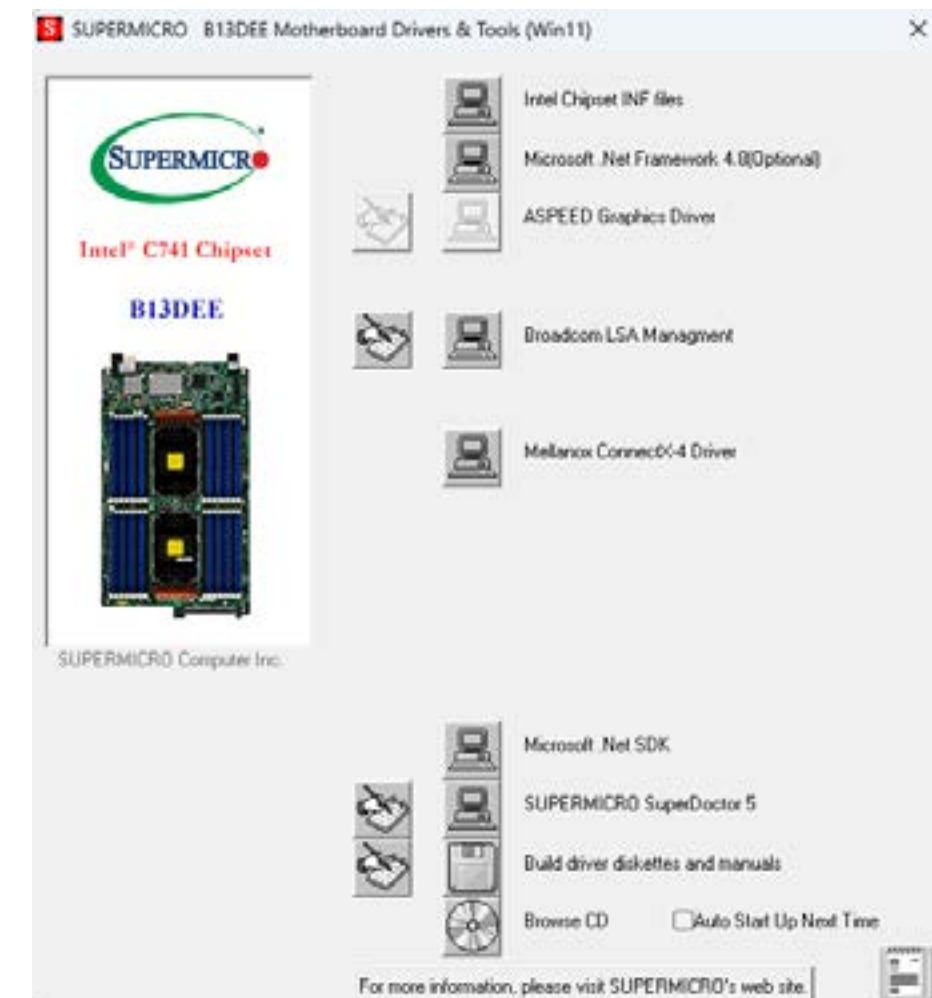 SUPERMICRO B13DEE Motherboard Drivers & Tools (Win11)
SUPERMICRO
Intel® C741 Chipset
B13DEE
SUPERMICRO Computer Inc.
Intel Chipset INF files
Microsoft .Net Framework 4.8(Optional)
ASPEED Graphics Driver
Broadcom LSA Managment
Mellanox ConnectX-4 Driver
Microsoft .Net SDK
SUPERMICRO SuperDoctor 5
Build driver diskettes and manuals
Browse CD
Auto Start Up Next Time
For more information, please visit SUPERMICRO's web site.